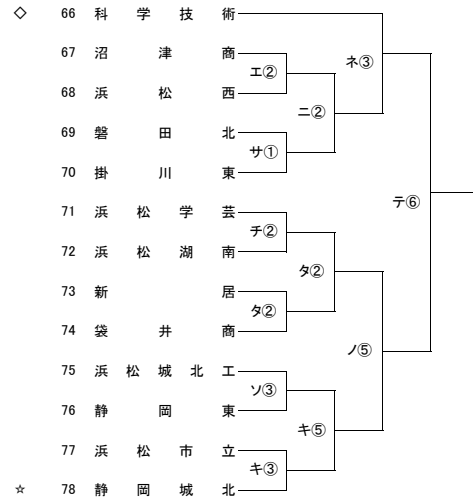 ◇ 66 科学技術
67 沼津商
68 浜松西
69 磐田北
70 掛川東
71 浜松学芸
72 浜松湖南
73 新居
74 袋井商
75 浜松城北工
76 静岡東
77 浜松市立
☆ 78 静岡城北
エ②
サ①
チ②
タ②
ソ③
キ③
ニ②
タ②
キ⑤
ネ③
ノ⑤
テ⑥